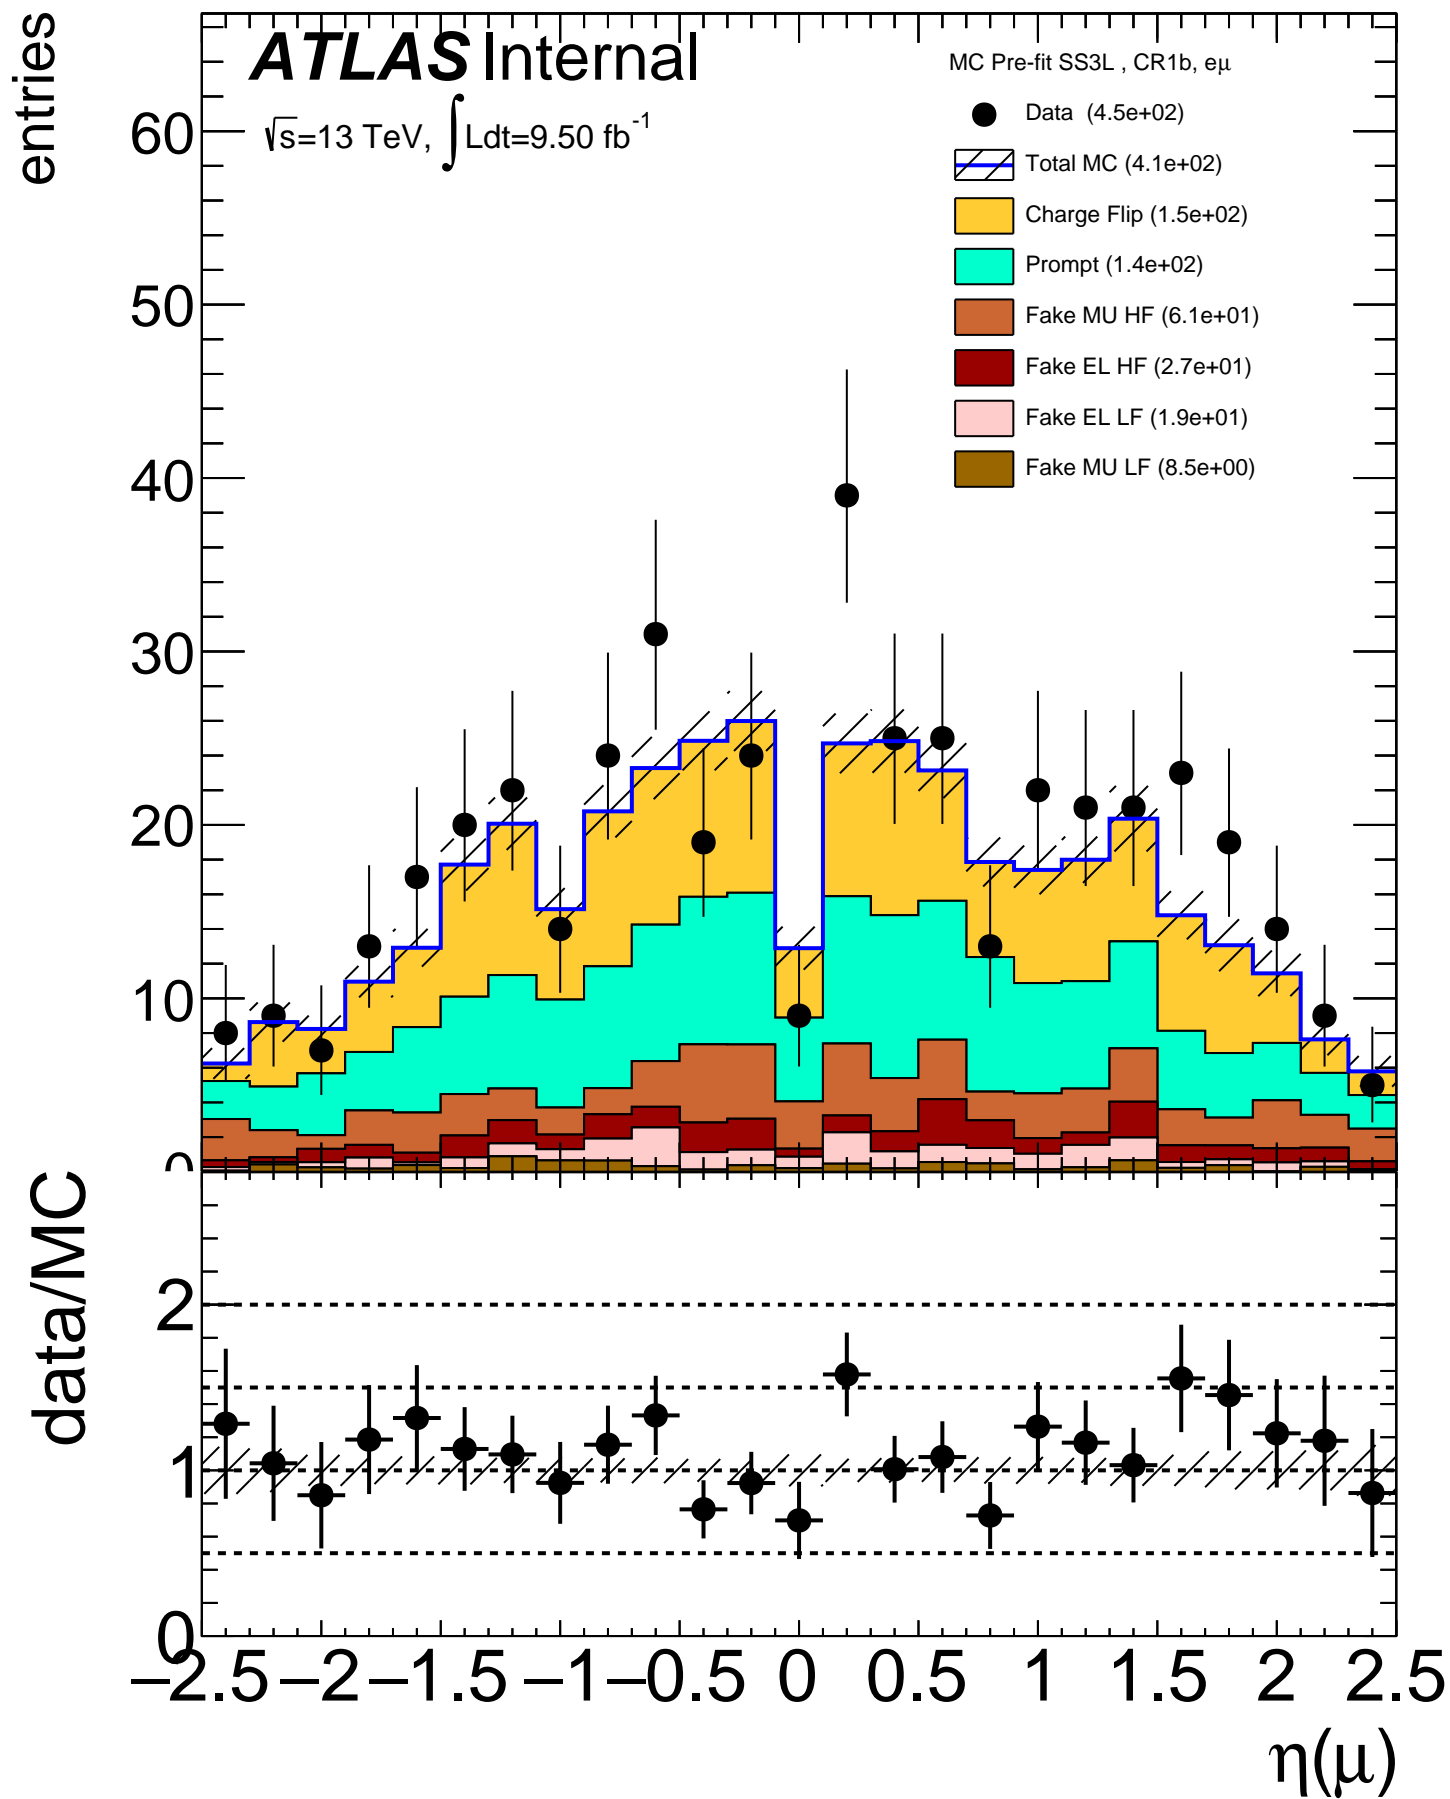 entries
ATLAS Internal
√s=13 TeV, ∫Ldt=9.50 fb⁻¹
MC Pre-fit SS3L , CR1b, eμ
Data (4.5e+02)
Total MC (4.1e+02)
Charge Flip (1.5e+02)
Prompt (1.4e+02)
Fake MU HF (6.1e+01)
Fake EL HF (2.7e+01)
Fake EL LF (1.9e+01)
Fake MU LF (8.5e+00)
60
50
40
30
20
10
0
data/MC
2
1
0
−2.5 −2 −1.5 −1 −0.5 0 0.5 1 1.5 2 2.5
η(μ)